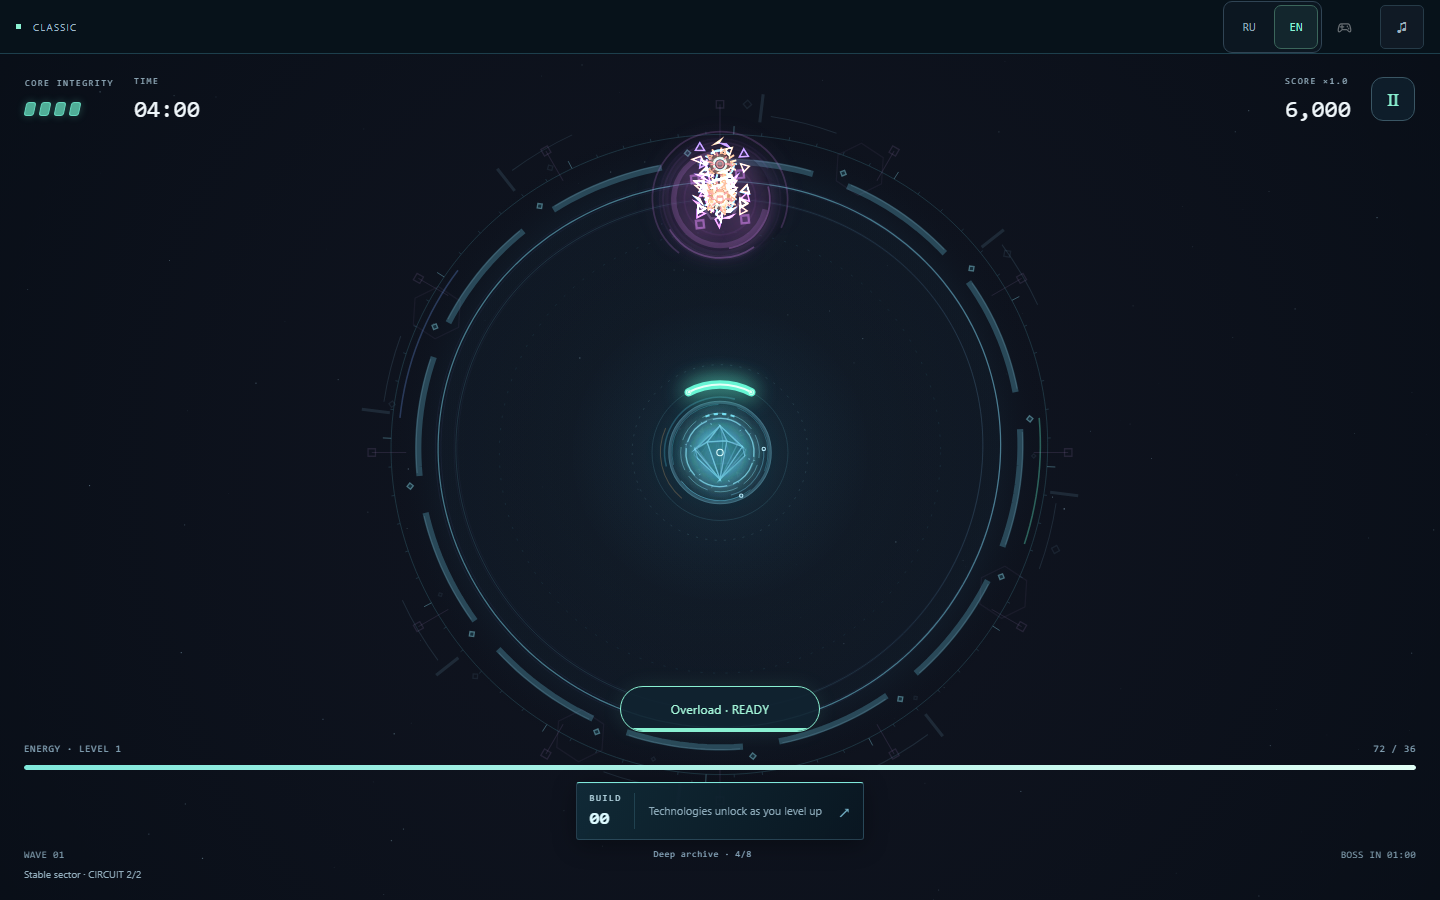 CLASSIC
RU EN
CORE INTEGRITY
TIME
04:00
SCORE ×1.0
6,000
II
Overload · READY
ENERGY · LEVEL 1
72 / 36
BUILD
00
Technologies unlock as you level up
Deep archive · 4/8
WAVE 01
BOSS IN 01:00
Stable sector · CIRCUIT 2/2